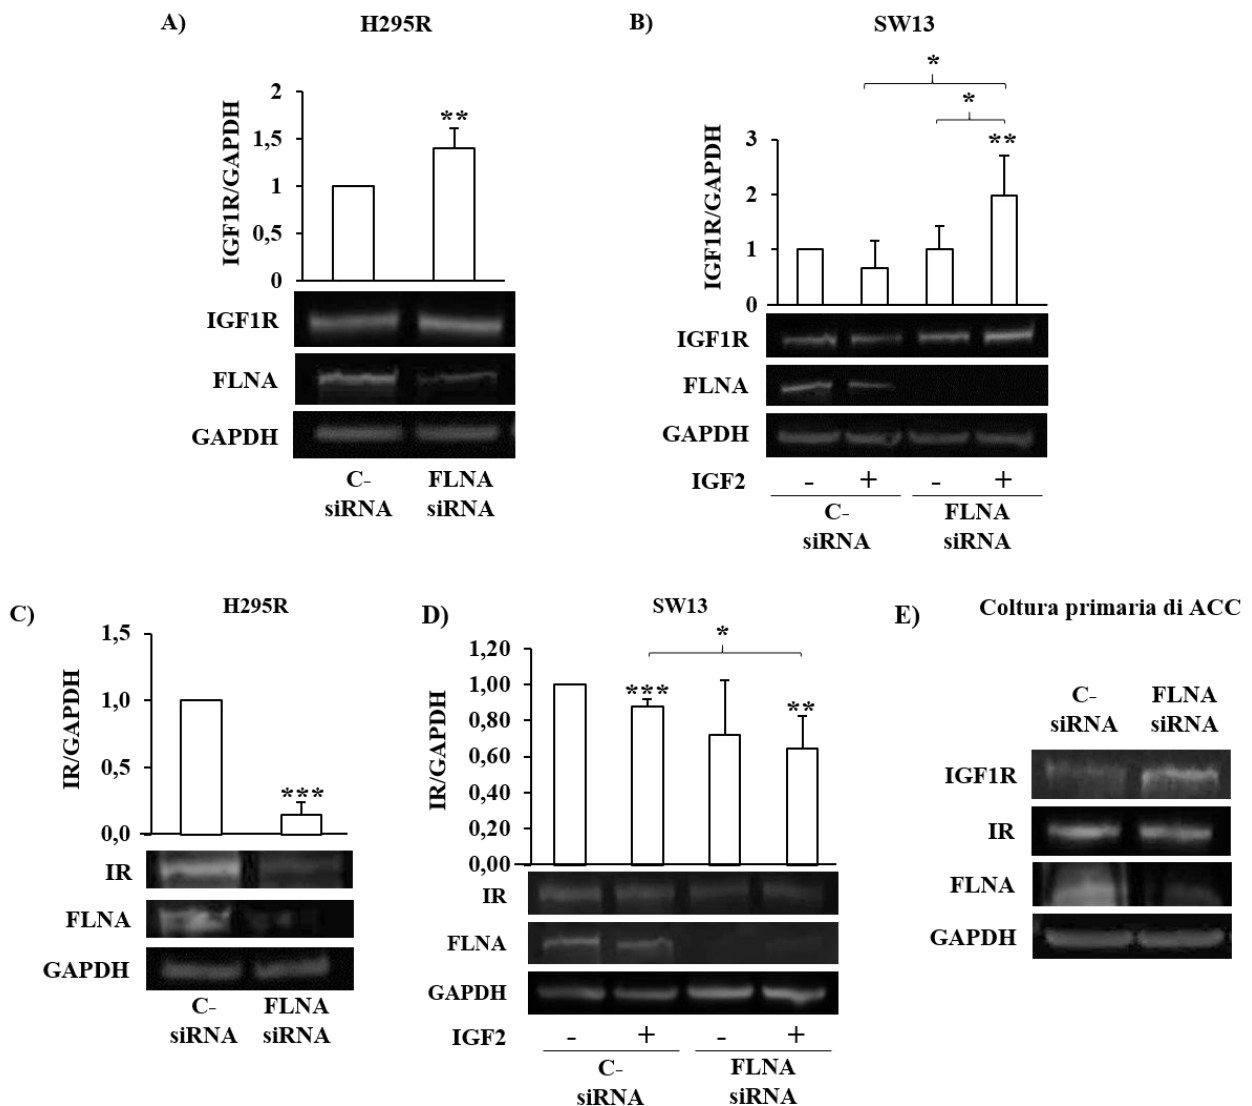 A)
H295R
IGF1R/GAPDH
2
1,5
1
0,5
0
**
IGF1R
FLNA
GAPDH
C-
siRNA
FLNA
siRNA
B)
SW13
IGF1R/GAPDH
3
2
1
0
*
*
**
IGF1R
FLNA
GAPDH
IGF2 - + - +
C-
siRNA
FLNA
siRNA
C)
H295R
IR/GAPDH
1,5
1,0
0,5
0,0
***
IR
FLNA
GAPDH
C-
siRNA
FLNA
siRNA
D)
SW13
IR/GAPDH
1,20
1,00
0,80
0,60
0,40
0,20
0,00
*
***
**
IR
FLNA
GAPDH
IGF2 - + - +
C-
siRNA
FLNA
siRNA
E)
Coltura primaria di ACC
C-
siRNA
FLNA
siRNA
IGF1R
IR
FLNA
GAPDH